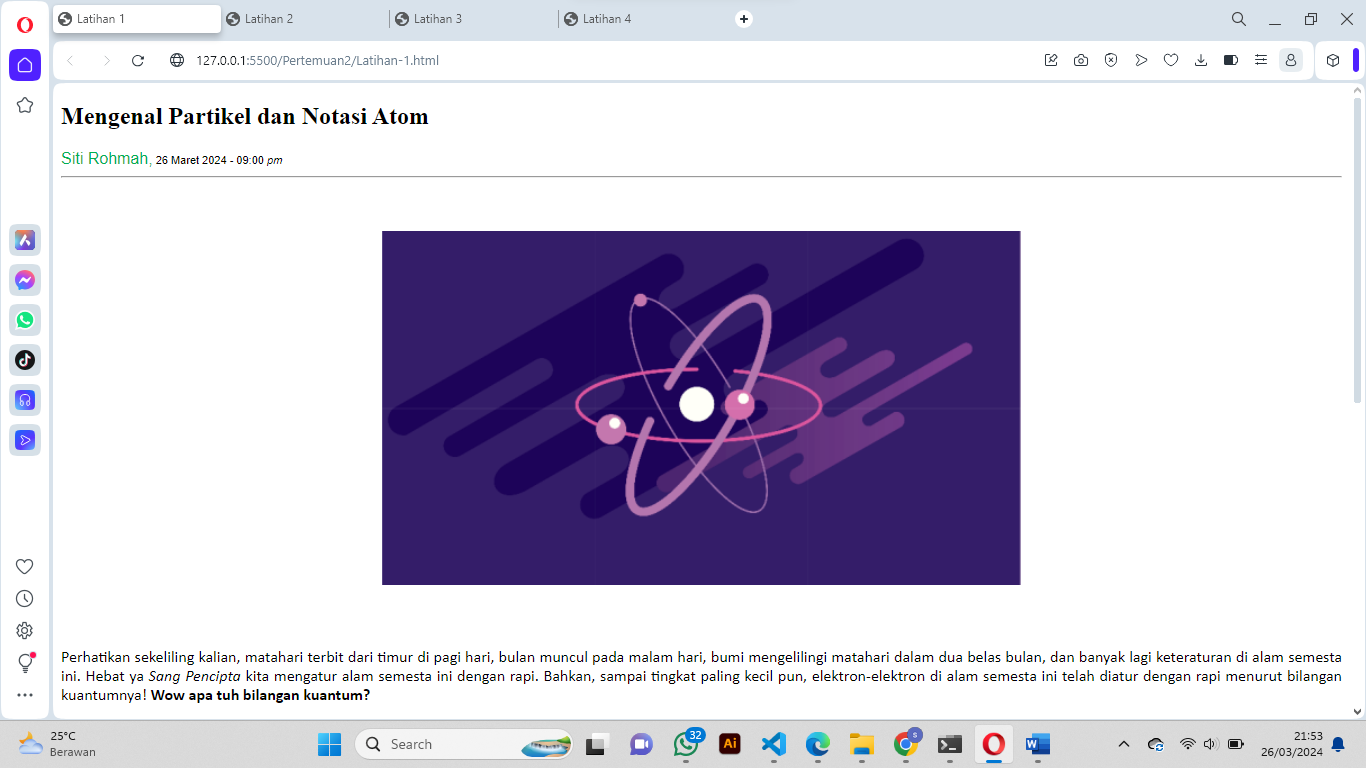 Latihan 1
Latihan 2
Latihan 3
Latihan 4
127.0.0.1:5500/Pertemuan2/Latihan-1.html
Mengenal Partikel dan Notasi Atom
Siti Rohmah, 26 Maret 2024 - 09:00 pm
Perhatikan sekeliling kalian, matahari terbit dari timur di pagi hari, bulan muncul pada malam hari, bumi mengelilingi matahari dalam dua belas bulan, dan banyak lagi keteraturan di alam semesta
ini. Hebat ya Sang Pencipta kita mengatur alam semesta ini dengan rapi. Bahkan, sampai tingkat paling kecil pun, elektron-elektron di alam semesta ini telah diatur dengan rapi menurut bilangan
kuantumnya! Wow apa tuh bilangan kuantum?
25°C
Berawan
Search
32
Ai
S
W
21:53
26/03/2024